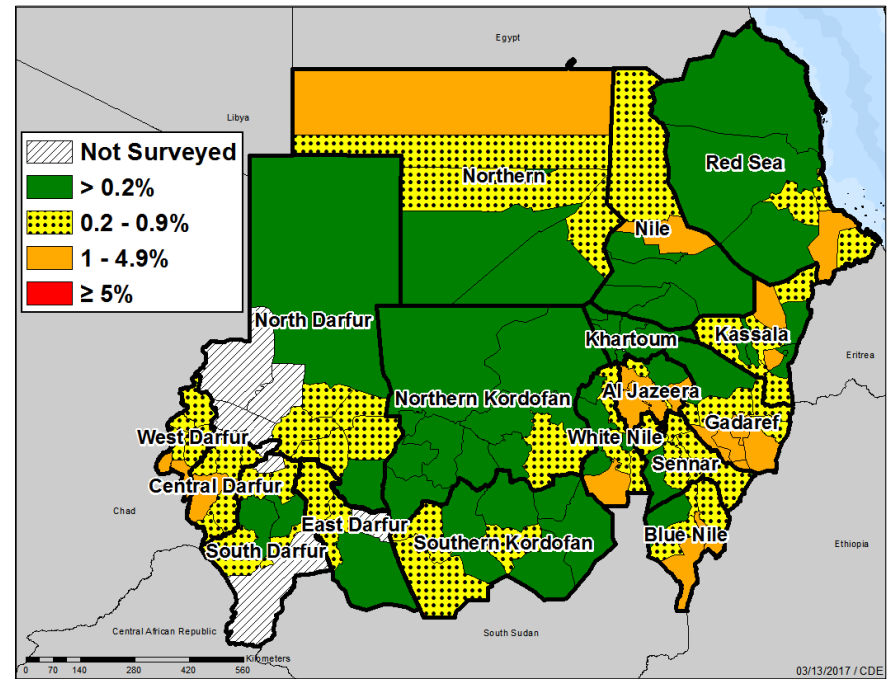 Egypt
Libya
Not Surveyed
> 0.2%
0.2 - 0.9%
1 - 4.9%
≥ 5%
Red Sea
Northern
Nile
North Darfur
Khartoum
Kassala
Eritrea
Northern Kordofan
Al Jazeera
Gadaref
West Darfur
White Nile
Sennar
Central Darfur
Chad
East Darfur
Blue Nile
South Darfur
Southern Kordofan
Ethiopia
Central African Republic
South Sudan
Kilometers
0 70 140 280 420 560
03/13/2017 / CDE